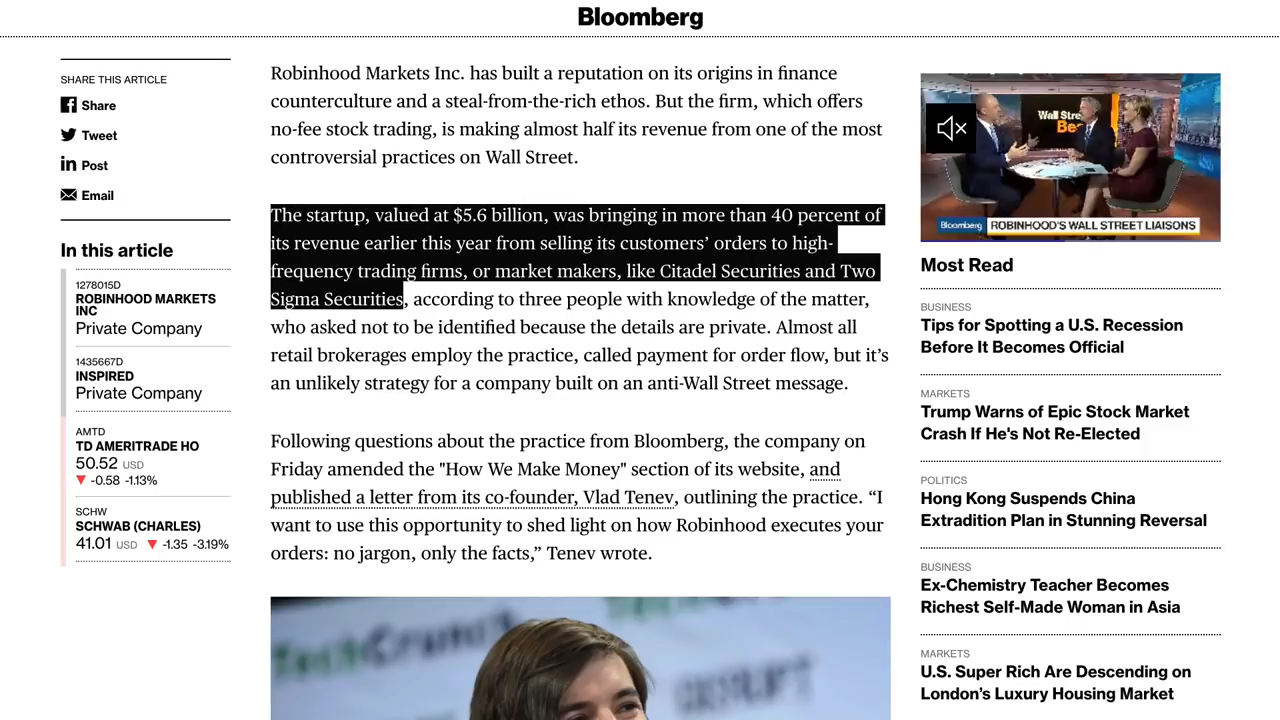 Bloomberg
SHARE THIS ARTICLE
Share
Tweet
Post
Email
In this article
1278015D
ROBINHOOD MARKETS
INC
Private Company
1435667D
INSPIRED
Private Company
AMTD
TD AMERITRADE HO
50.52 USD
▼ -0.58 -1.13%
SCHW
SCHWAB (CHARLES)
41.01 USD ▼ -1.35 -3.19%
Robinhood Markets Inc. has built a reputation on its origins in finance
counterculture and a steal-from-the-rich ethos. But the firm, which offers
no-fee stock trading, is making almost half its revenue from one of the most
controversial practices on Wall Street.
The startup, valued at $5.6 billion, was bringing in more than 40 percent of
its revenue earlier this year from selling its customers’ orders to high-
frequency trading firms, or market makers, like Citadel Securities and Two
Sigma Securities, according to three people with knowledge of the matter,
who asked not to be identified because the details are private. Almost all
retail brokerages employ the practice, called payment for order flow, but it’s
an unlikely strategy for a company built on an anti-Wall Street message.
Following questions about the practice from Bloomberg, the company on
Friday amended the "How We Make Money" section of its website, and
published a letter from its co-founder, Vlad Tenev, outlining the practice. “I
want to use this opportunity to shed light on how Robinhood executes your
orders: no jargon, only the facts,” Tenev wrote.
TechCrunch
Wall Stre
Be
Bloomberg ROBINHOOD'S WALL STREET LIAISONS
Most Read
BUSINESS
Tips for Spotting a U.S. Recession
Before It Becomes Official
MARKETS
Trump Warns of Epic Stock Market
Crash If He's Not Re-Elected
POLITICS
Hong Kong Suspends China
Extradition Plan in Stunning Reversal
BUSINESS
Ex-Chemistry Teacher Becomes
Richest Self-Made Woman in Asia
MARKETS
U.S. Super Rich Are Descending on
London’s Luxury Housing Market